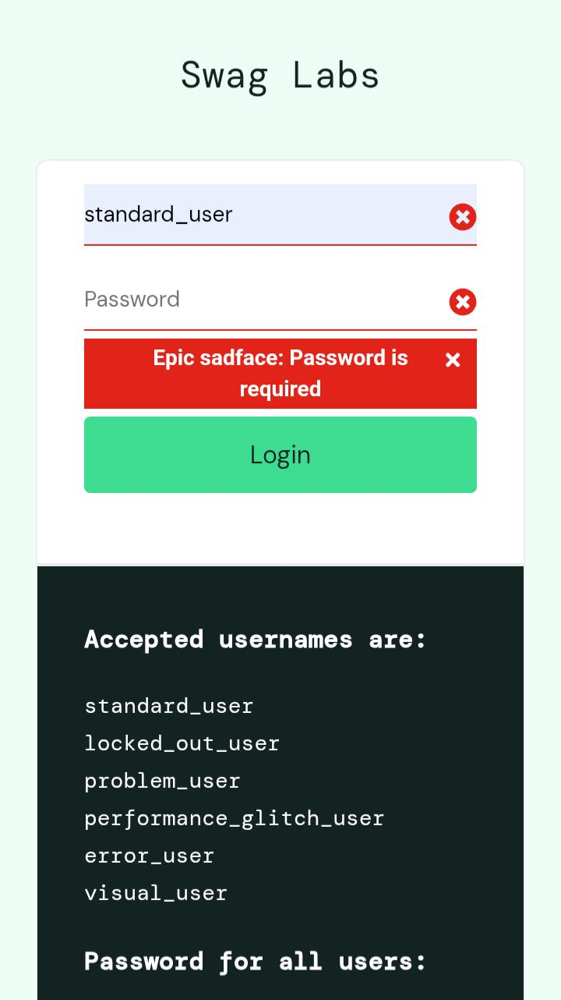 Swag Labs
standard_user
Password
Epic sadface: Password is
required
Login
Accepted usernames are:
standard_user
locked_out_user
problem_user
performance_glitch_user
error_user
visual_user
Password for all users: